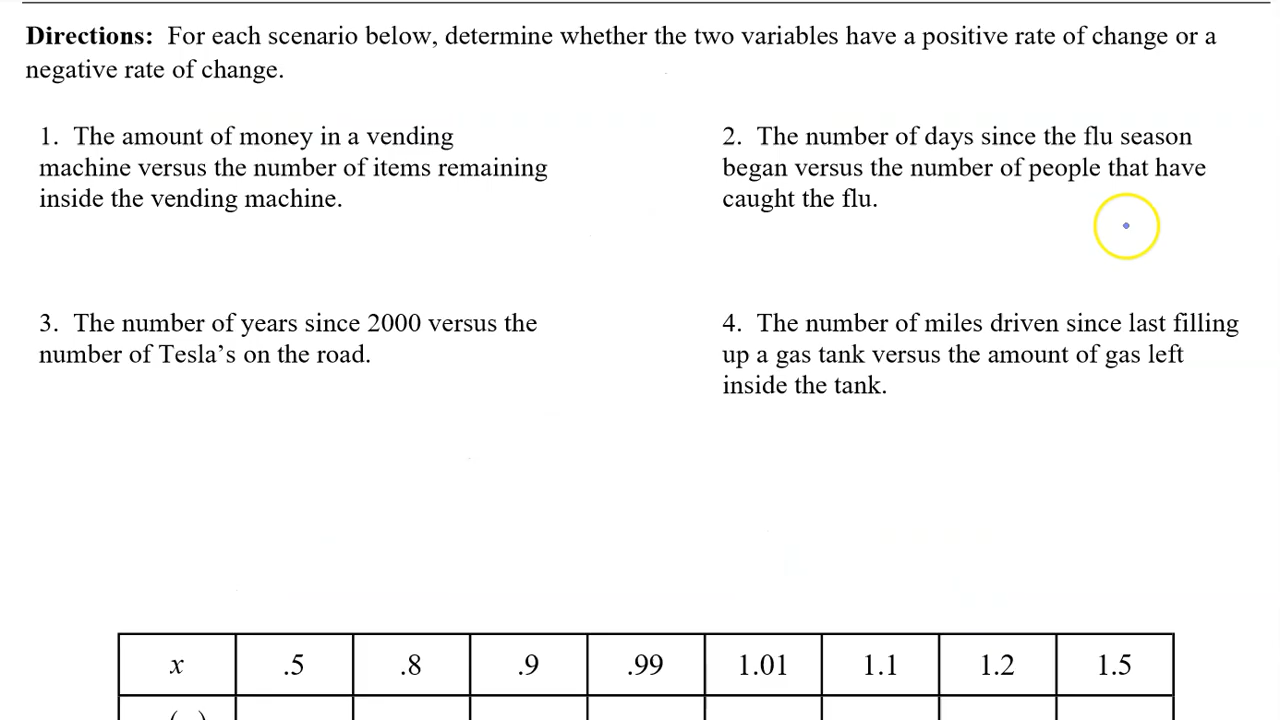 Directions: For each scenario below, determine whether the two variables have a positive rate of change or a
negative rate of change.
1. The amount of money in a vending
machine versus the number of items remaining
inside the vending machine.
2. The number of days since the flu season
began versus the number of people that have
caught the flu.
3. The number of years since 2000 versus the
number of Tesla’s on the road.
4. The number of miles driven since last filling
up a gas tank versus the amount of gas left
inside the tank.
x .5 .8 .9 .99 1.01 1.1 1.2 1.5